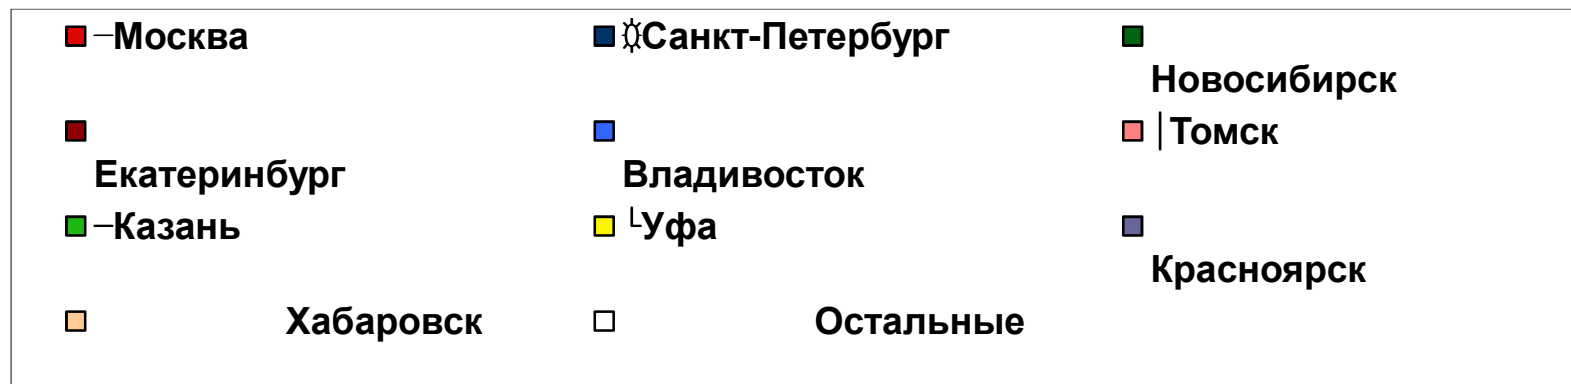 ─Москва ☼Санкт-Петербург
Новосибирск
│Томск
Екатеринбург Владивосток
─Казань └Уфа
Красноярск
Хабаровск Остальные